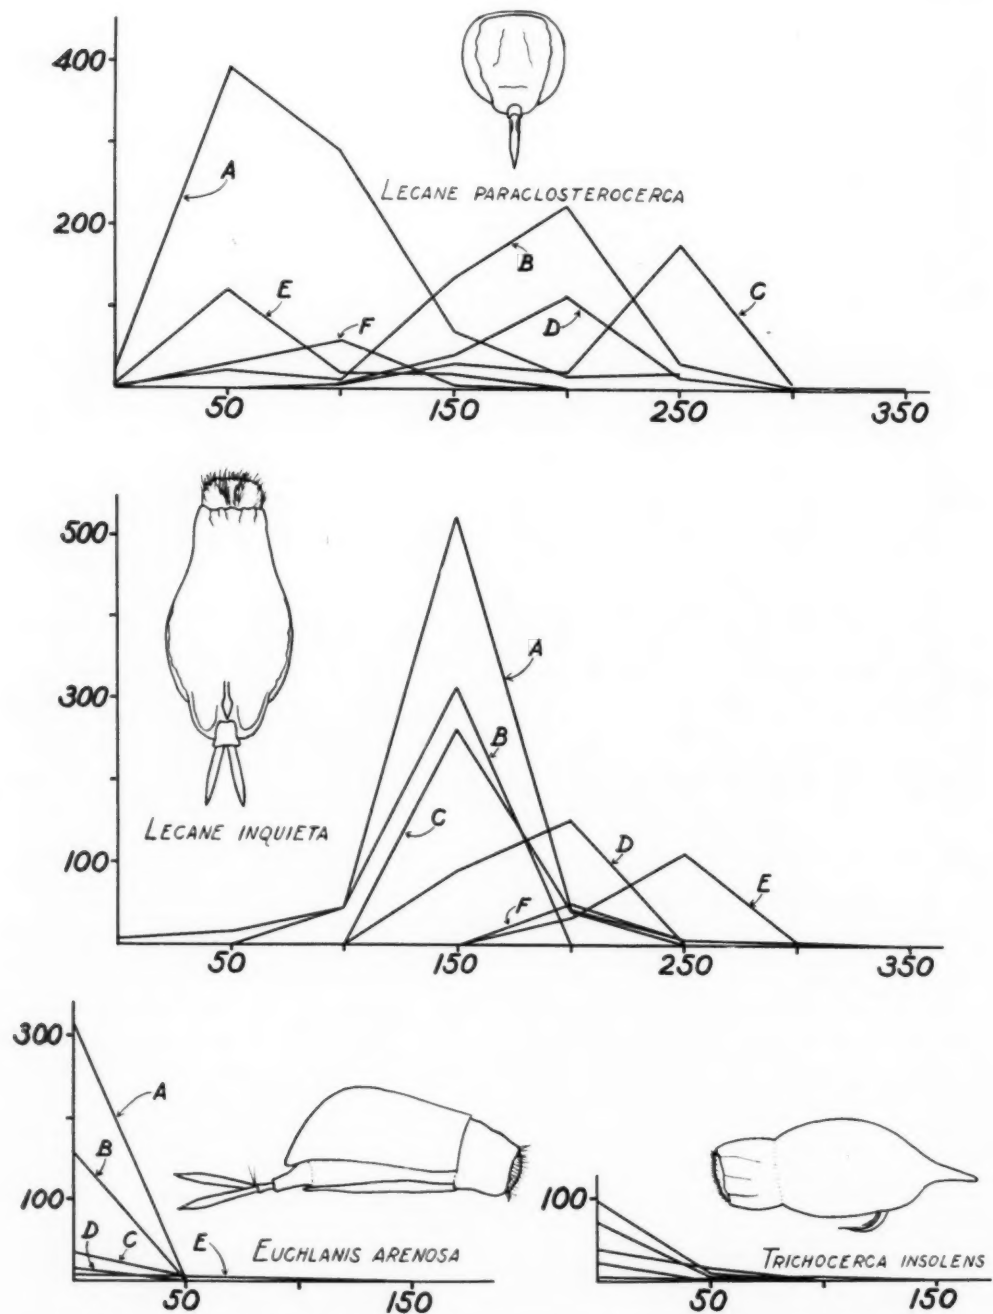 400
A
LECANE PARACLOSTEROCERCA
200
B
C
E
F
D
50
150
250
350
500
A
300
B
C
LECANE INQUIETA
100
D
E
F
50
150
250
350
300
A
B
100
D
C
E
EUCHLANIS ARENOSA
50
150
100
TRICHOCERCA INSOLENS
50
150